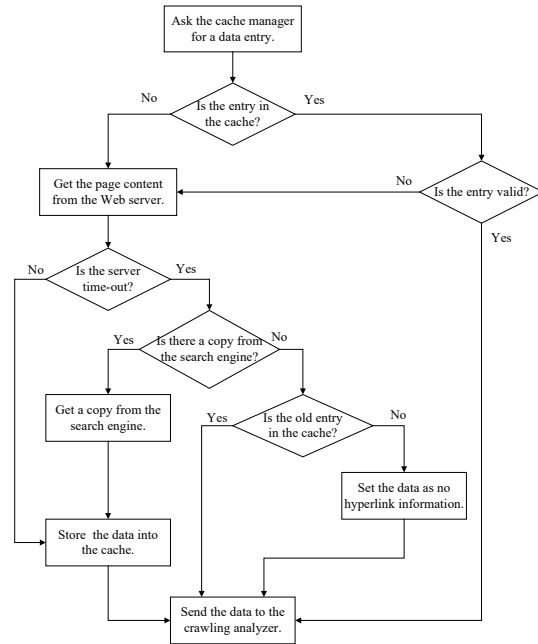 Ask the cache manager
for a data entry.
No
Is the entry in
the cache?
Yes
Get the page content
from the Web server.
No
Is the entry valid?
Yes
No
Is the server
time-out?
Yes
Yes
Is there a copy from
the search engine?
No
Get a copy from the
search engine.
Yes
Is the old entry
in the cache?
No
Set the data as no
hyperlink information.
Store the data into
the cache.
Send the data to the
crawling analyzer.